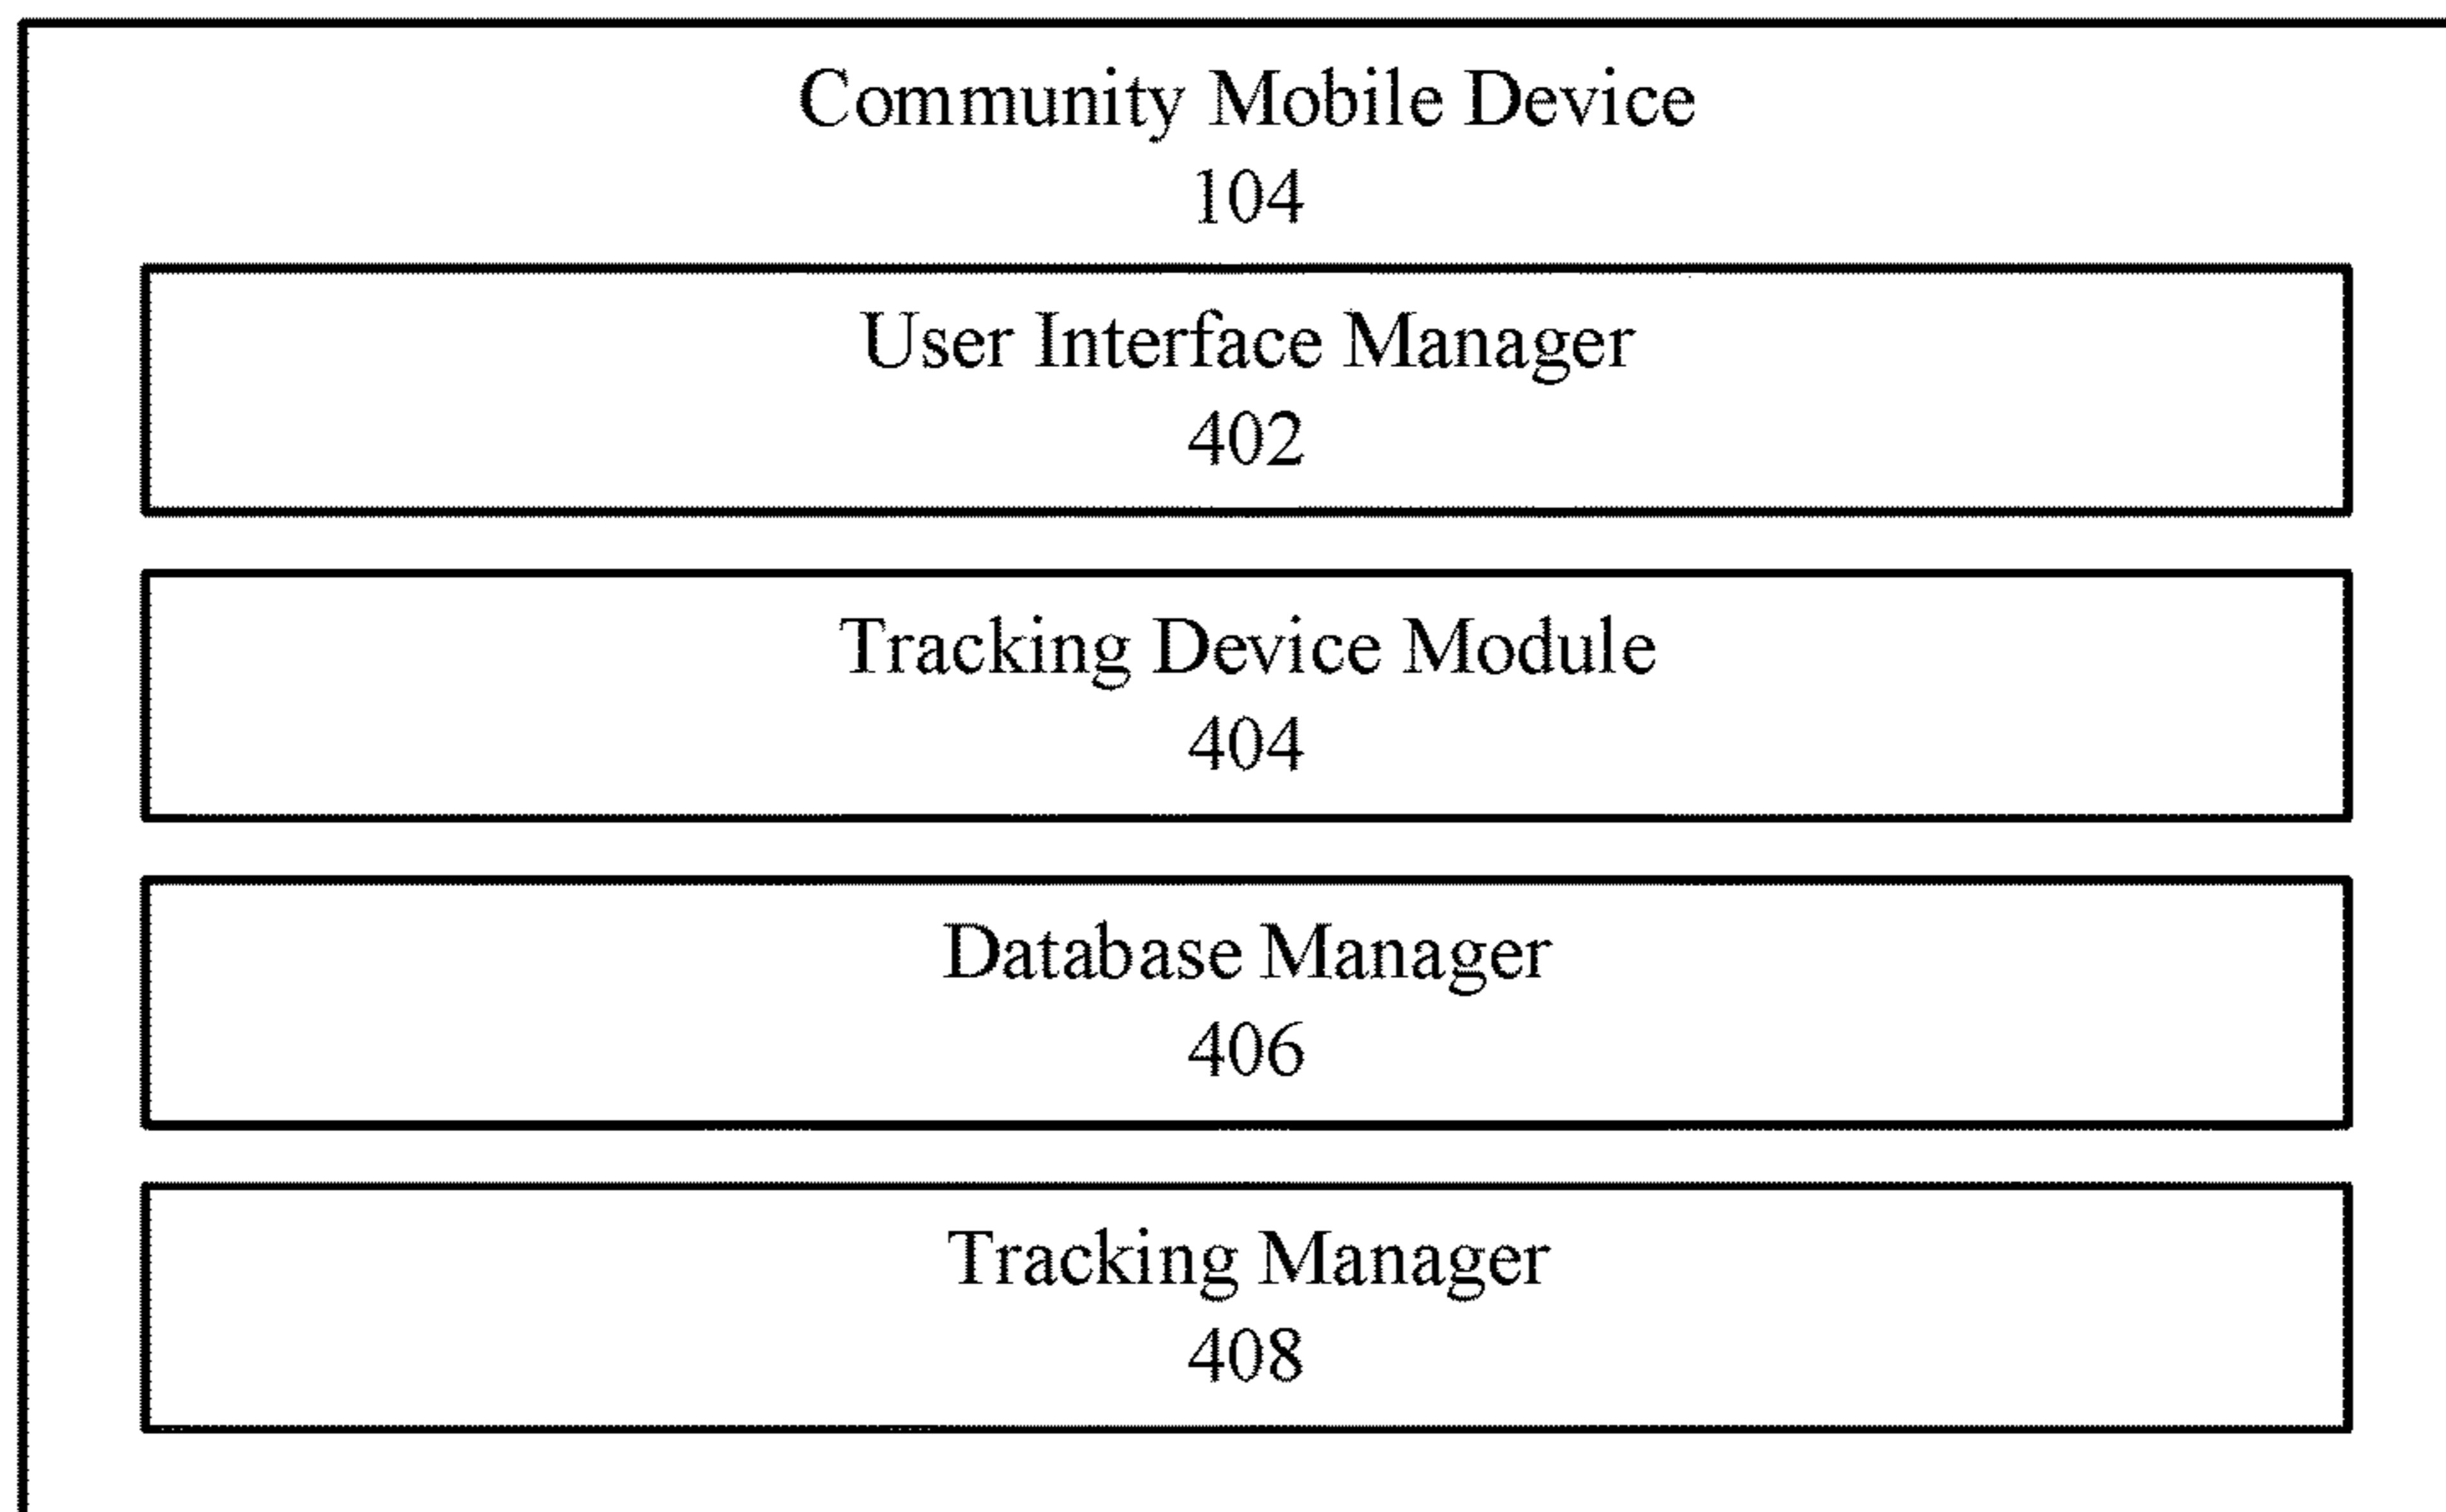 Community Mobile Device
104
User Interface Manager
402
Tracking Device Module
404
Database Manager
406
Tracking Manager
408